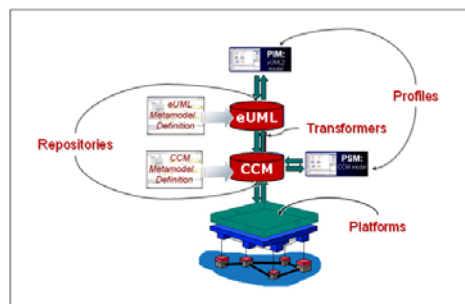 PIM:
eUML2
model
eUML
Metamodel
Definition
eUML
Profiles
Transformers
Repositories
CCM
Metamodel
Definition
CCM
PSM:
CCM model
Platforms